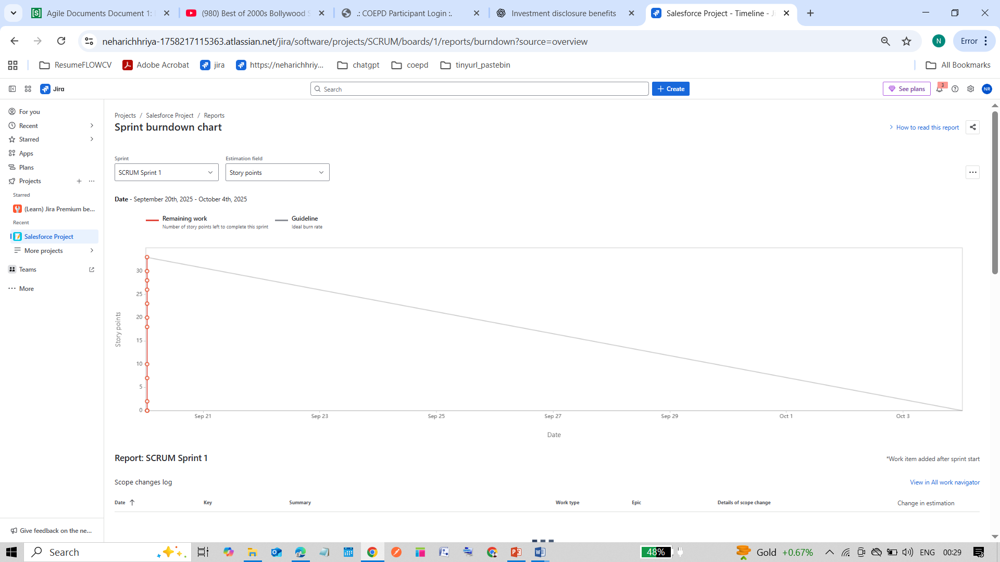 Agile Documents Document 1:
(980) Best of 2000s Bollywood S
.: COEPD Participant Login :.
Investment disclosure benefits
Salesforce Project - Timeline - Ji
neharichhriya-1758217115363.atlassian.net/jira/software/projects/SCRUM/boards/1/reports/burndown?source=overview
N
Error
ResumeFLOWCV
Adobe Acrobat
jira
https://neharichhriy...
chatgpt
coepd
tinyurl_pastebin
All Bookmarks
Jira
Search
Create
See plans
3
NR
For you
Recent
Starred
Apps
Plans
Projects
Starred
(Learn) Jira Premium be...
Recent
Salesforce Project
More projects
Teams
More
Give feedback on the ne...
Projects / Salesforce Project / Reports
Sprint burndown chart
How to read this report
Sprint
Estimation field
SCRUM Sprint 1
Story points
Date - September 20th, 2025 - October 4th, 2025
Remaining work
Number of story points left to complete this sprint
Guideline
Ideal burn rate
Story points
30
25
20
15
10
5
0
Sep 21
Sep 23
Sep 25
Sep 27
Sep 29
Oct 1
Oct 3
Date
Report: SCRUM Sprint 1
*Work item added after sprint start
Scope changes log
View in All work navigator
Date
Key
Summary
Work type
Epic
Details of scope change
Change in estimation
Search
48%
Gold +0.67%
ENG
00:29